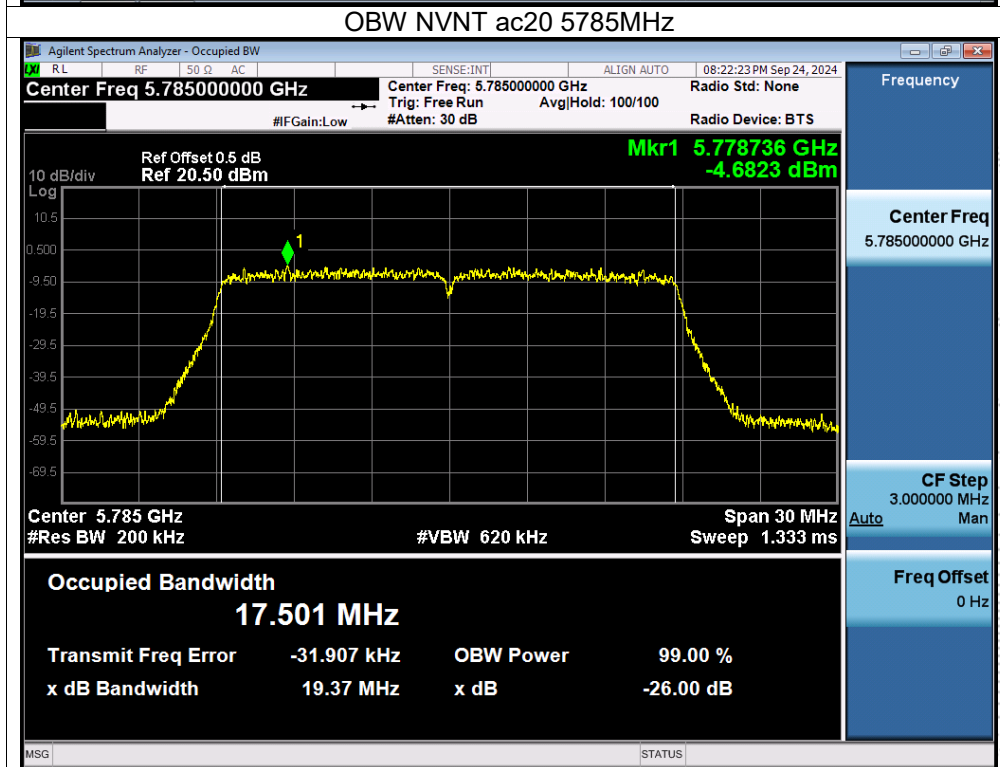 OBW NVNT ac20 5785MHz
Agilent Spectrum Analyzer - Occupied BW
LXI RL RF 50 Ω AC SENSE:INT ALIGN AUTO 08:22:23 PM Sep 24, 2024
Center Freq 5.785000000 GHz
Center Freq: 5.785000000 GHz
Radio Std: None
Trig: Free Run Avg|Hold: 100/100
#IFGain:Low #Atten: 30 dB Radio Device: BTS
Mkr1 5.778736 GHz
-4.6823 dBm
Ref Offset 0.5 dB
10 dB/div Ref 20.50 dBm
Log
10.5
0.500
-9.50
-19.5
-29.5
-39.5
-49.5
-59.5
-69.5
1
Center 5.785 GHz Span 30 MHz
#Res BW 200 kHz #VBW 620 kHz Sweep 1.333 ms
Occupied Bandwidth
17.501 MHz
Transmit Freq Error -31.907 kHz OBW Power 99.00 %
x dB Bandwidth 19.37 MHz x dB -26.00 dB
MSG STATUS
Frequency
Center Freq
5.785000000 GHz
CF Step
3.000000 MHz
Auto Man
Freq Offset
0 Hz